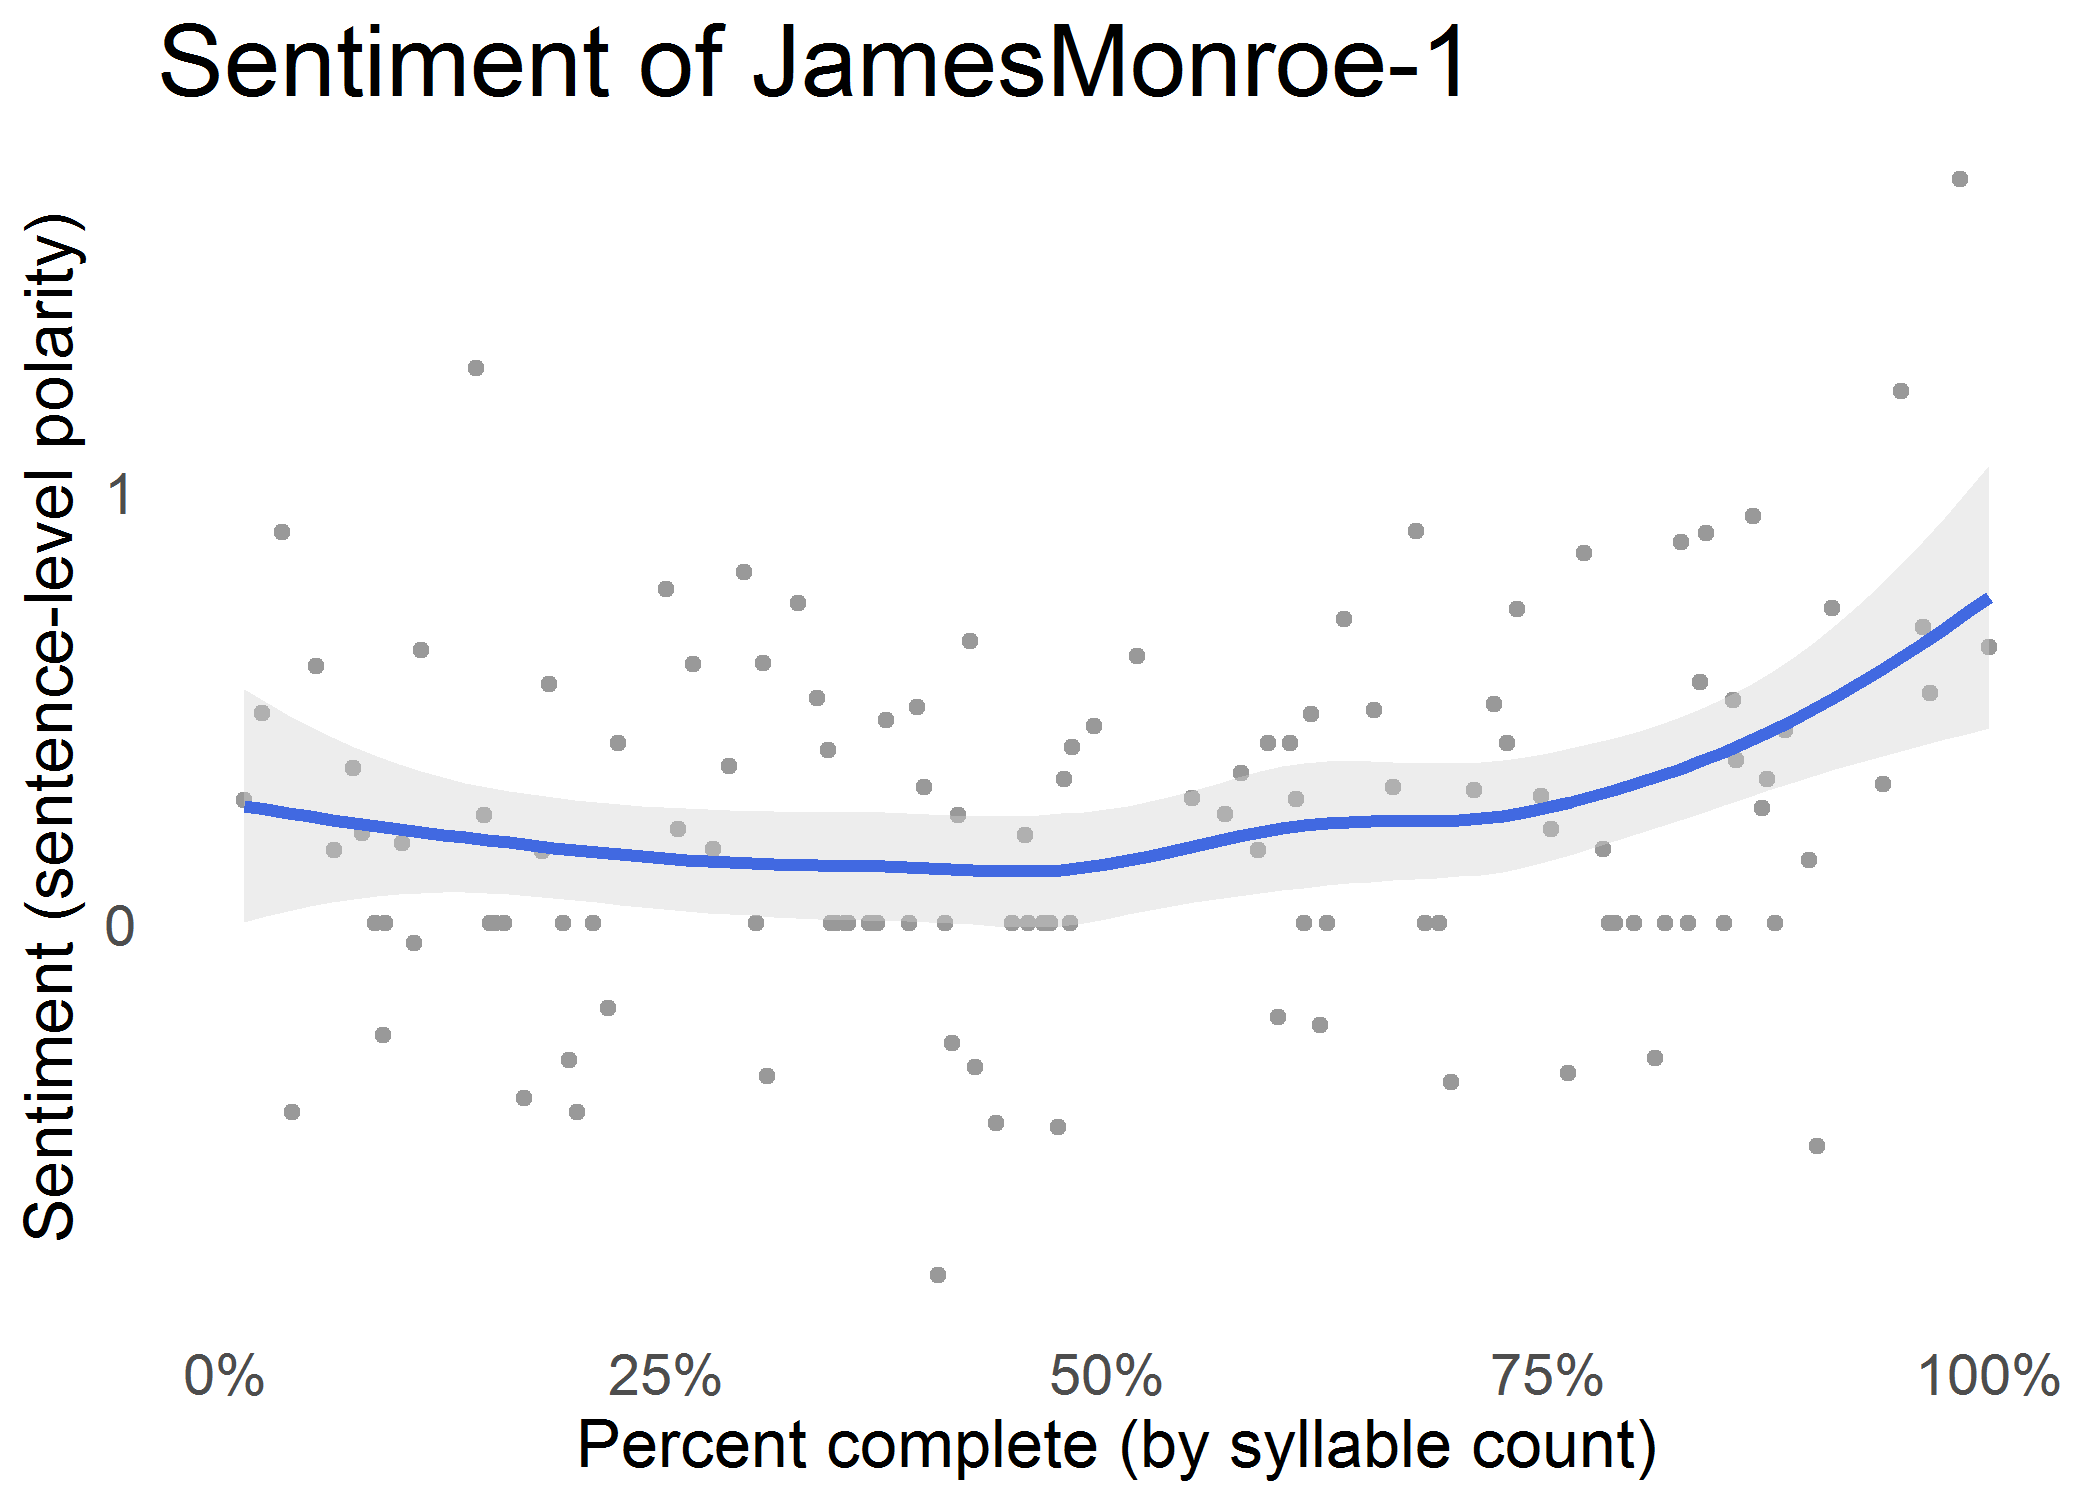 Sentiment of JamesMonroe-1
Sentiment (sentence-level polarity)
1
0
0%
25%
50%
75%
100%
Percent complete (by syllable count)